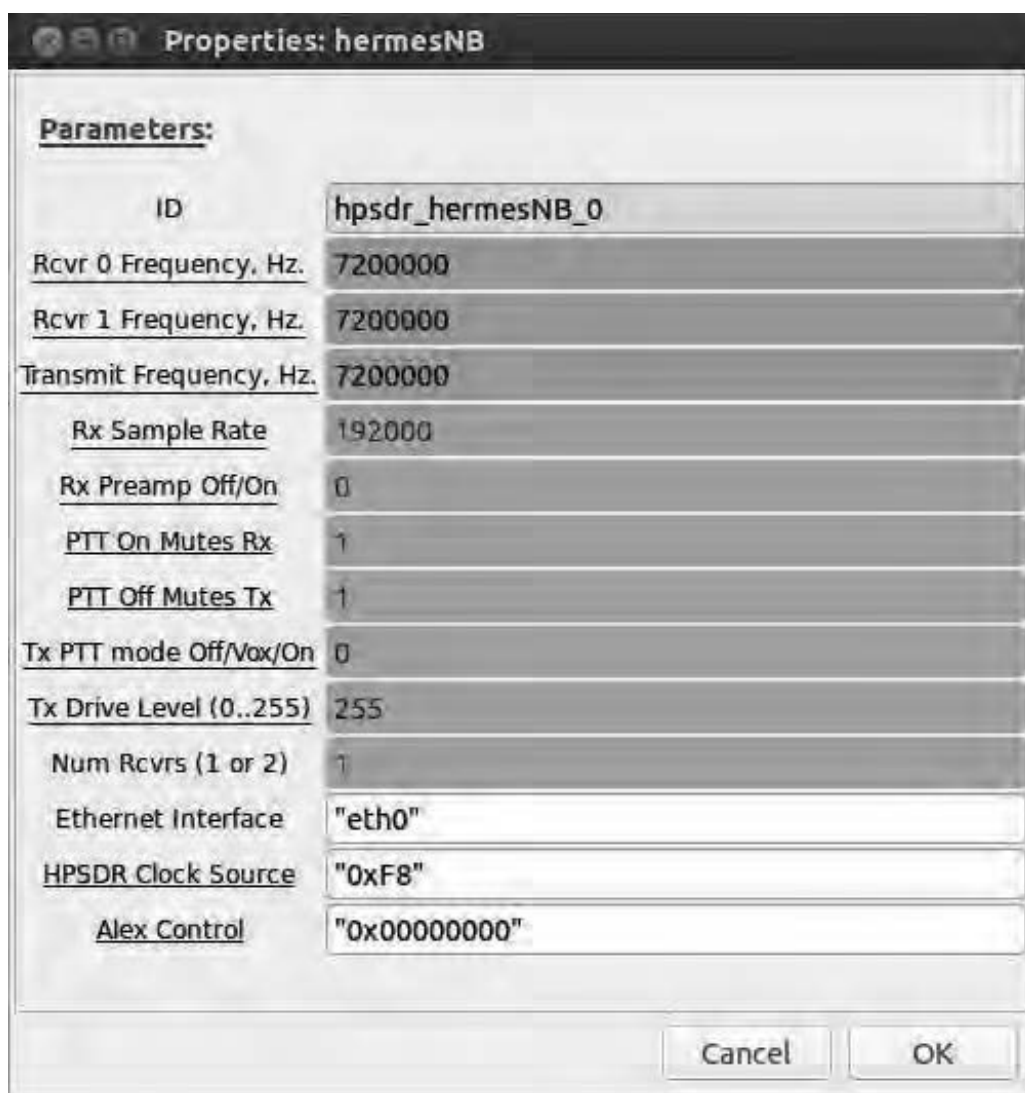 Properties: hermesNB
Parameters:
ID hpsdr_hermesNB_0
Rcvr 0 Frequency, Hz. 7200000
Rcvr 1 Frequency, Hz. 7200000
Transmit Frequency, Hz. 7200000
Rx Sample Rate 192000
Rx Preamp Off/On 0
PTT On Mutes Rx 1
PTT Off Mutes Tx 1
Tx PTT mode Off/Vox/On 0
Tx Drive Level (0..255) 255
Num Rcvrs (1 or 2) 1
Ethernet Interface "eth0"
HPSDR Clock Source "0xF8"
Alex Control "0x00000000"
Cancel OK